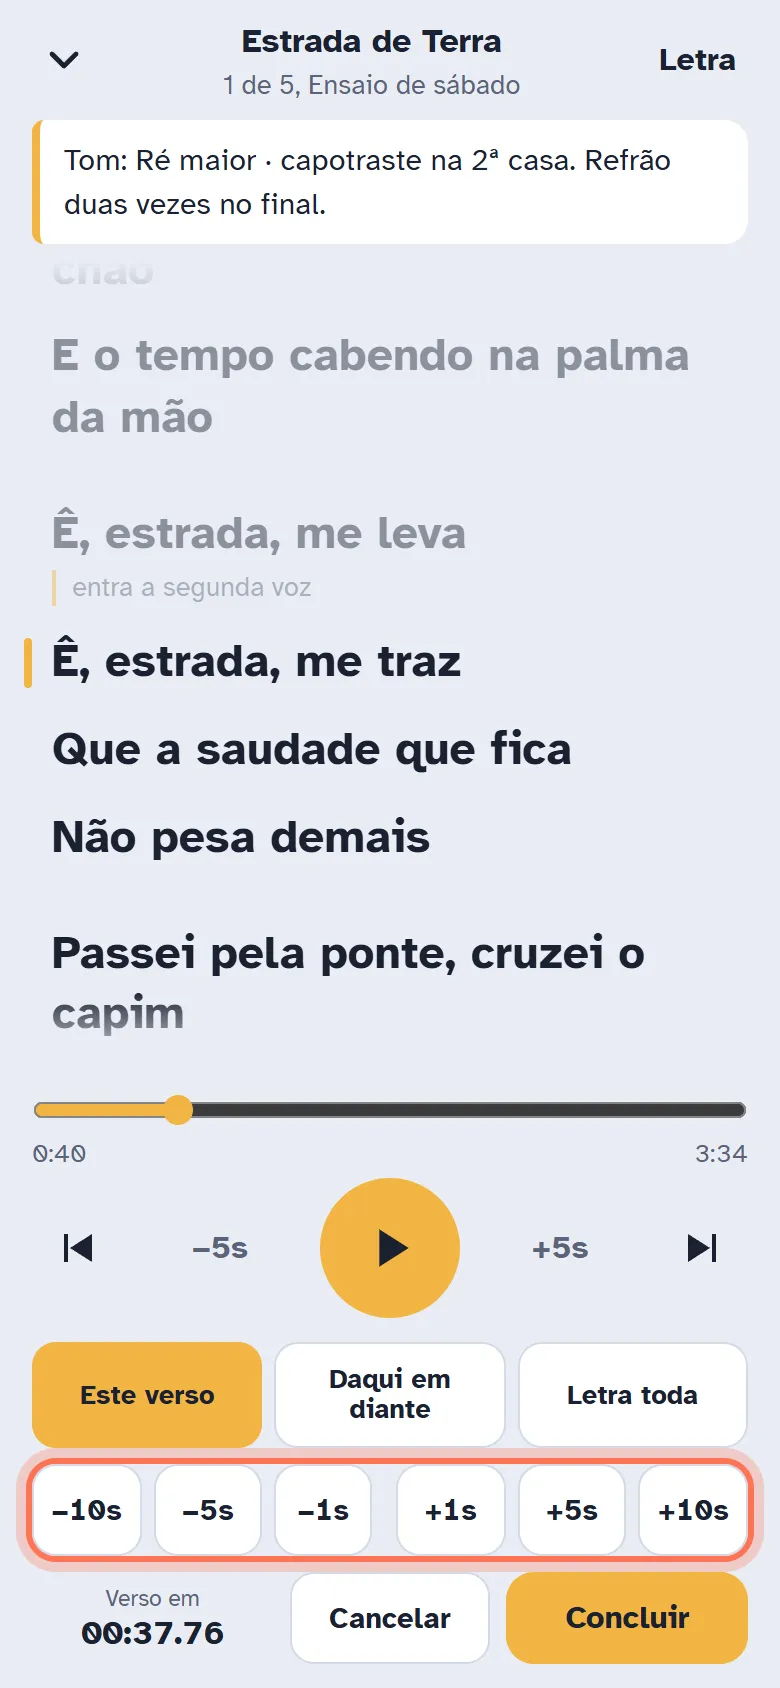 Estrada de Terra
1 de 5, Ensaio de sábado
Letra
Tom: Ré maior · capotraste na 2ª casa. Refrão
duas vezes no final.
chão
E o tempo cabendo na palma
da mão
Ê, estrada, me leva
entra a segunda voz
Ê, estrada, me traz
Que a saudade que fica
Não pesa demais
Passei pela ponte, cruzei o
capim
0:40
3:34
−5s
+5s
Este verso
Daqui em
diante
Letra toda
−10s
−5s
−1s
+1s
+5s
+10s
Verso em
00:37.76
Cancelar
Concluir